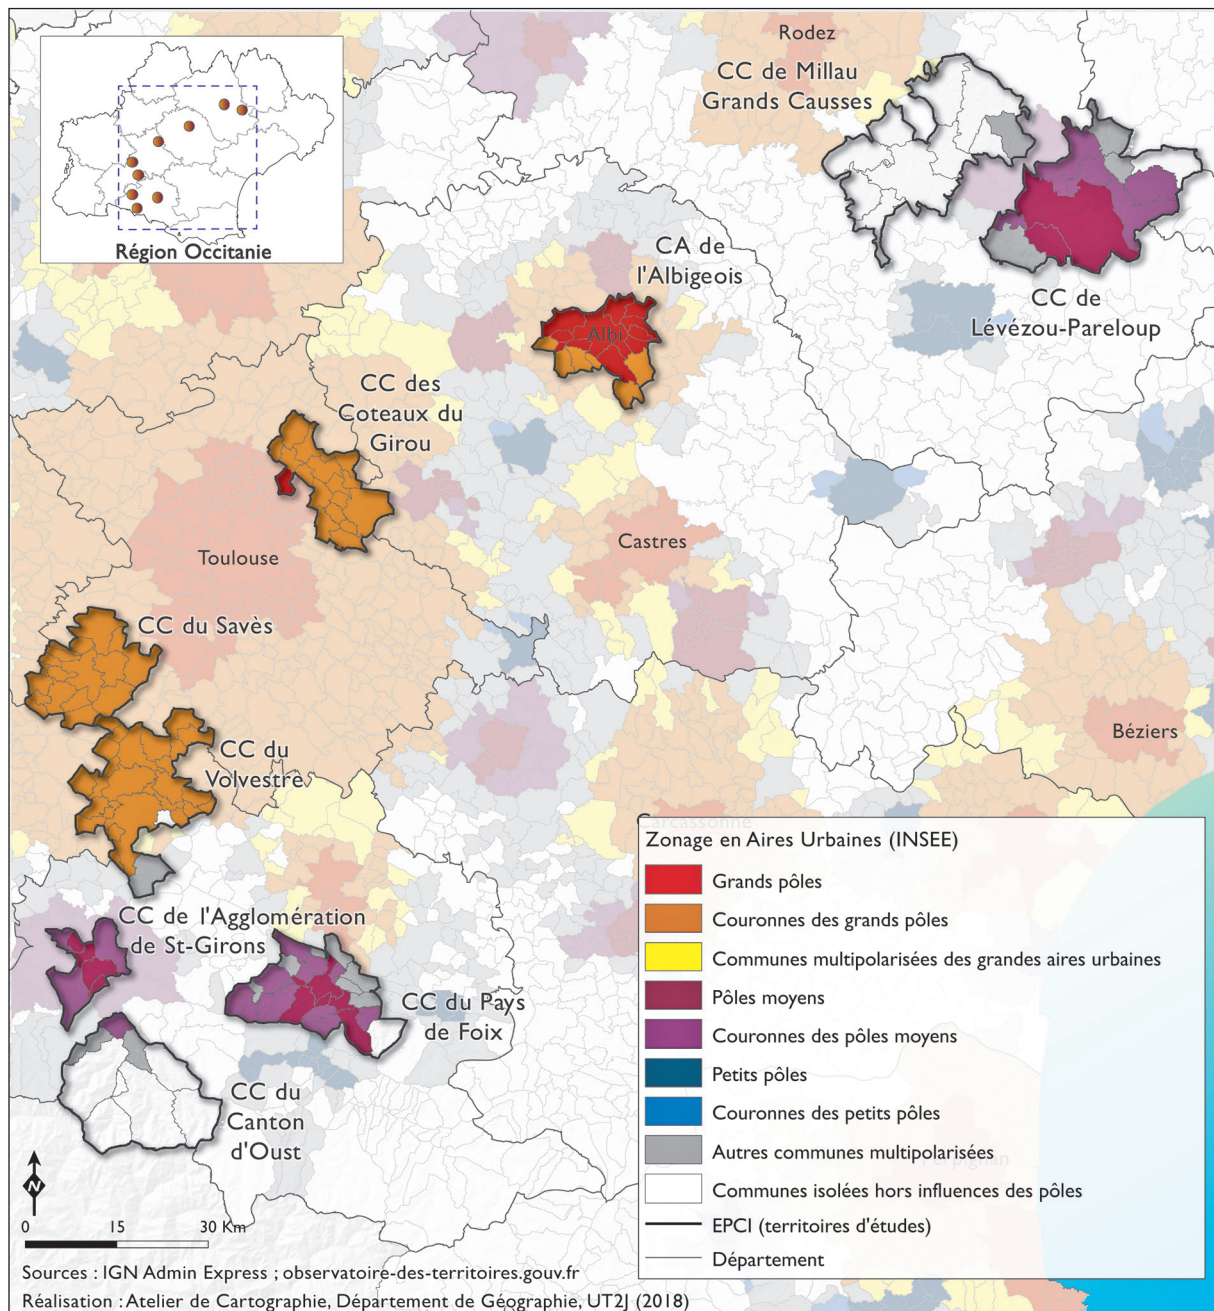 Rodez
CC de Millau
Grands Causses
Région Occitanie
CA de
l'Albigeois
CC de
Lévézou-Pareloup
Albi
CC des
Coteaux du
Girou
Toulouse
Castres
CC du Savès
CC du
Volvestre
Béziers
Carcassonne
CC de l'Agglomération
de St-Girons
CC du Pays
de Foix
CC du
Canton
d'Oust
Zonage en Aires Urbaines (INSEE)
Grands pôles
Couronnes des grands pôles
Communes multipolarisées des grandes aires urbaines
Pôles moyens
Couronnes des pôles moyens
Petits pôles
Couronnes des petits pôles
Autres communes multipolarisées
Perpignan
Communes isolées hors influences des pôles
EPCI (territoires d'études)
Département
N
0 15 30 Km
Sources : IGN Admin Express ; observatoire-des-territoires.gouv.fr
Réalisation : Atelier de Cartographie, Département de Géographie, UT2J (2018)